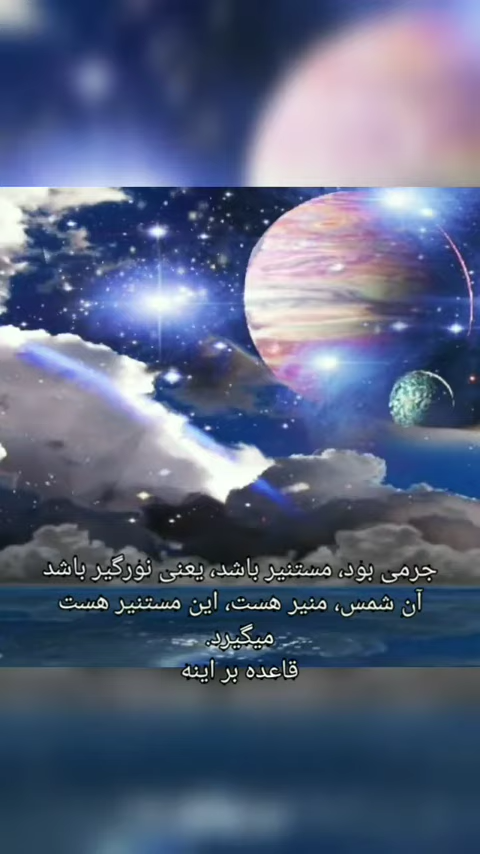 جرمی بود، مستنیر باشد، یعنی نورگیر باشد
آن شمس، منیر هست، این مستنیر هست
میگیرد.
قاعده بر اینه